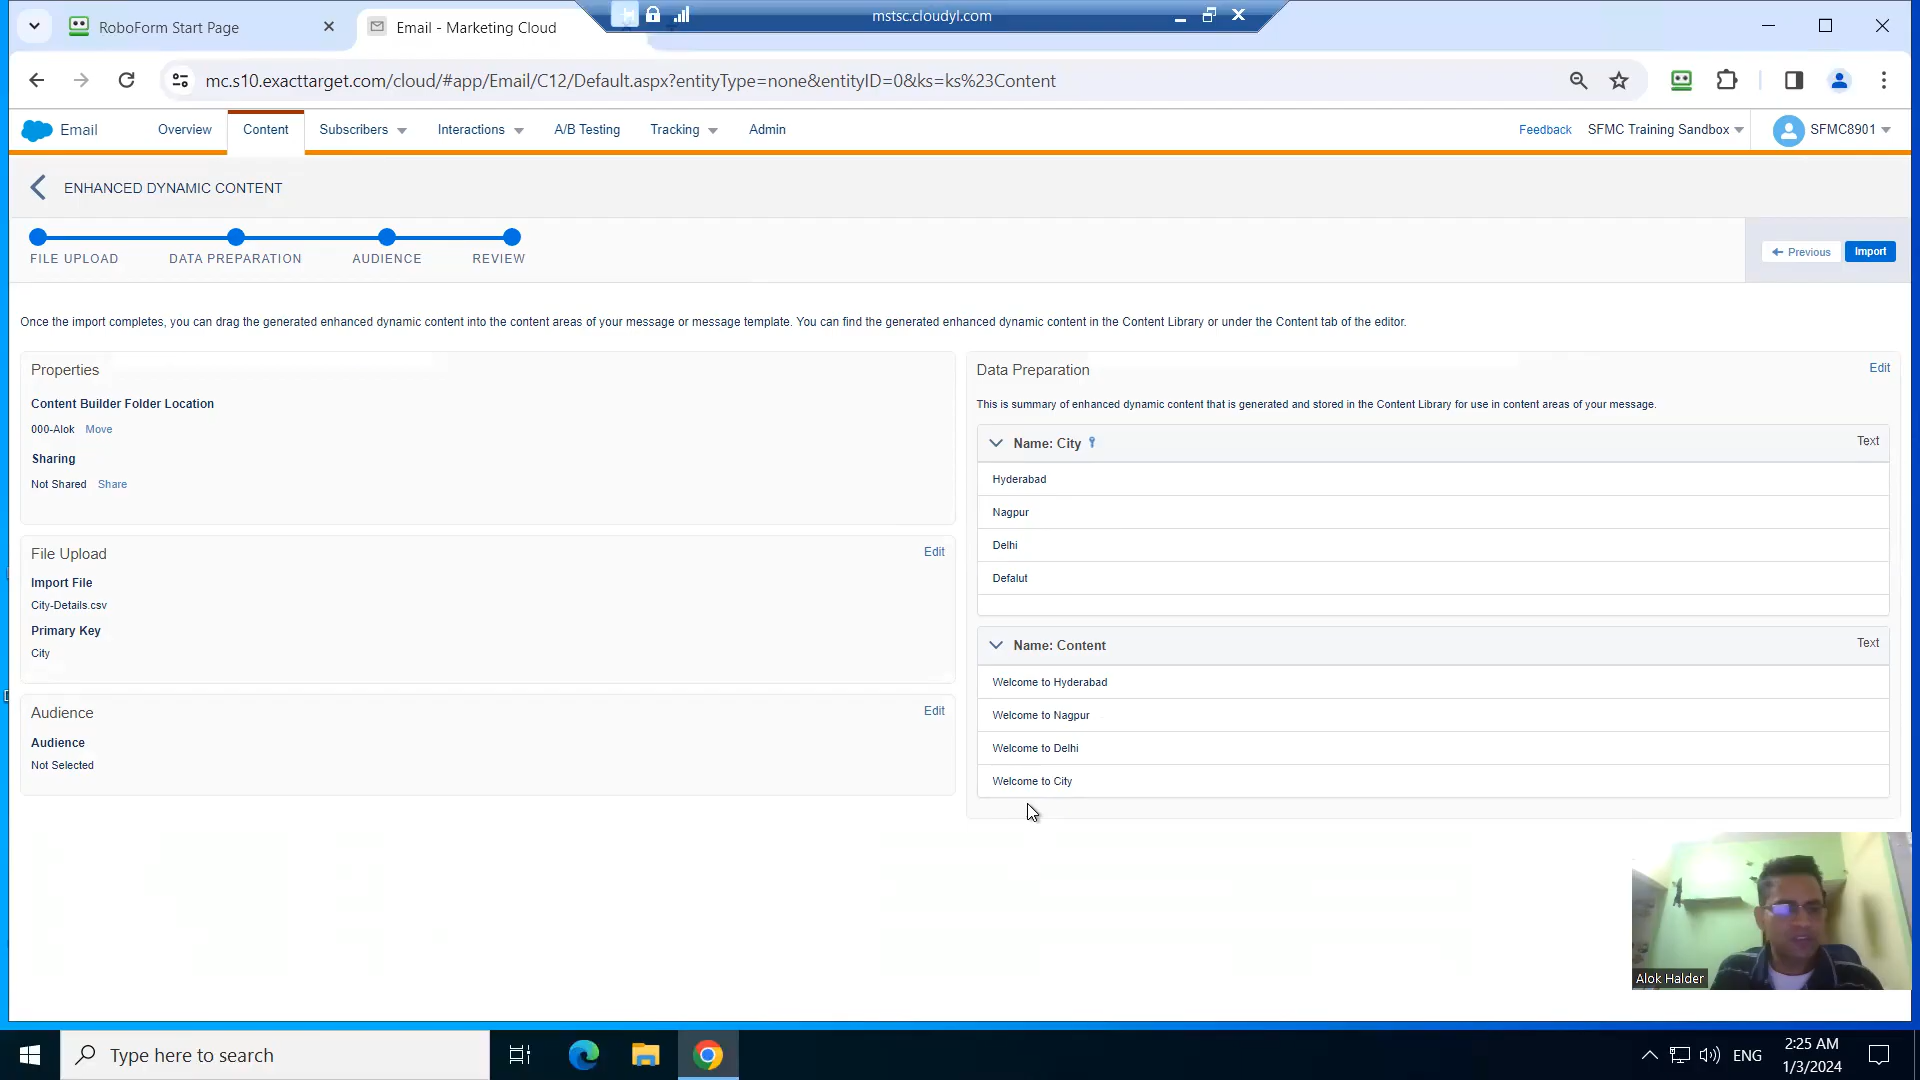 mstsc.cloudyl.com
RoboForm Start Page
Email - Marketing Cloud
mc.s10.exacttarget.com/cloud/#app/Email/C12/Default.aspx?entityType=none&entityID=0&ks=ks%23Content
Email
Overview
Content
Subscribers
Interactions
A/B Testing
Tracking
Admin
Feedback
SFMC Training Sandbox
SFMC8901
ENHANCED DYNAMIC CONTENT
FILE UPLOAD
DATA PREPARATION
AUDIENCE
REVIEW
Previous
Import
Once the import completes, you can drag the generated enhanced dynamic content into the content areas of your message or message template. You can find the generated enhanced dynamic content in the Content Library or under the Content tab of the editor.
Properties
Content Builder Folder Location
000-Alok Move
Sharing
Not Shared Share
File Upload
Edit
Import File
City-Details.csv
Primary Key
City
Audience
Edit
Audience
Not Selected
Data Preparation
Edit
This is summary of enhanced dynamic content that is generated and stored in the Content Library for use in content areas of your message.
Name: City
Text
Hyderabad
Nagpur
Delhi
Defalut
Name: Content
Text
Welcome to Hyderabad
Welcome to Nagpur
Welcome to Delhi
Welcome to City
Alok Halder
Type here to search
ENG
2:25 AM
1/3/2024